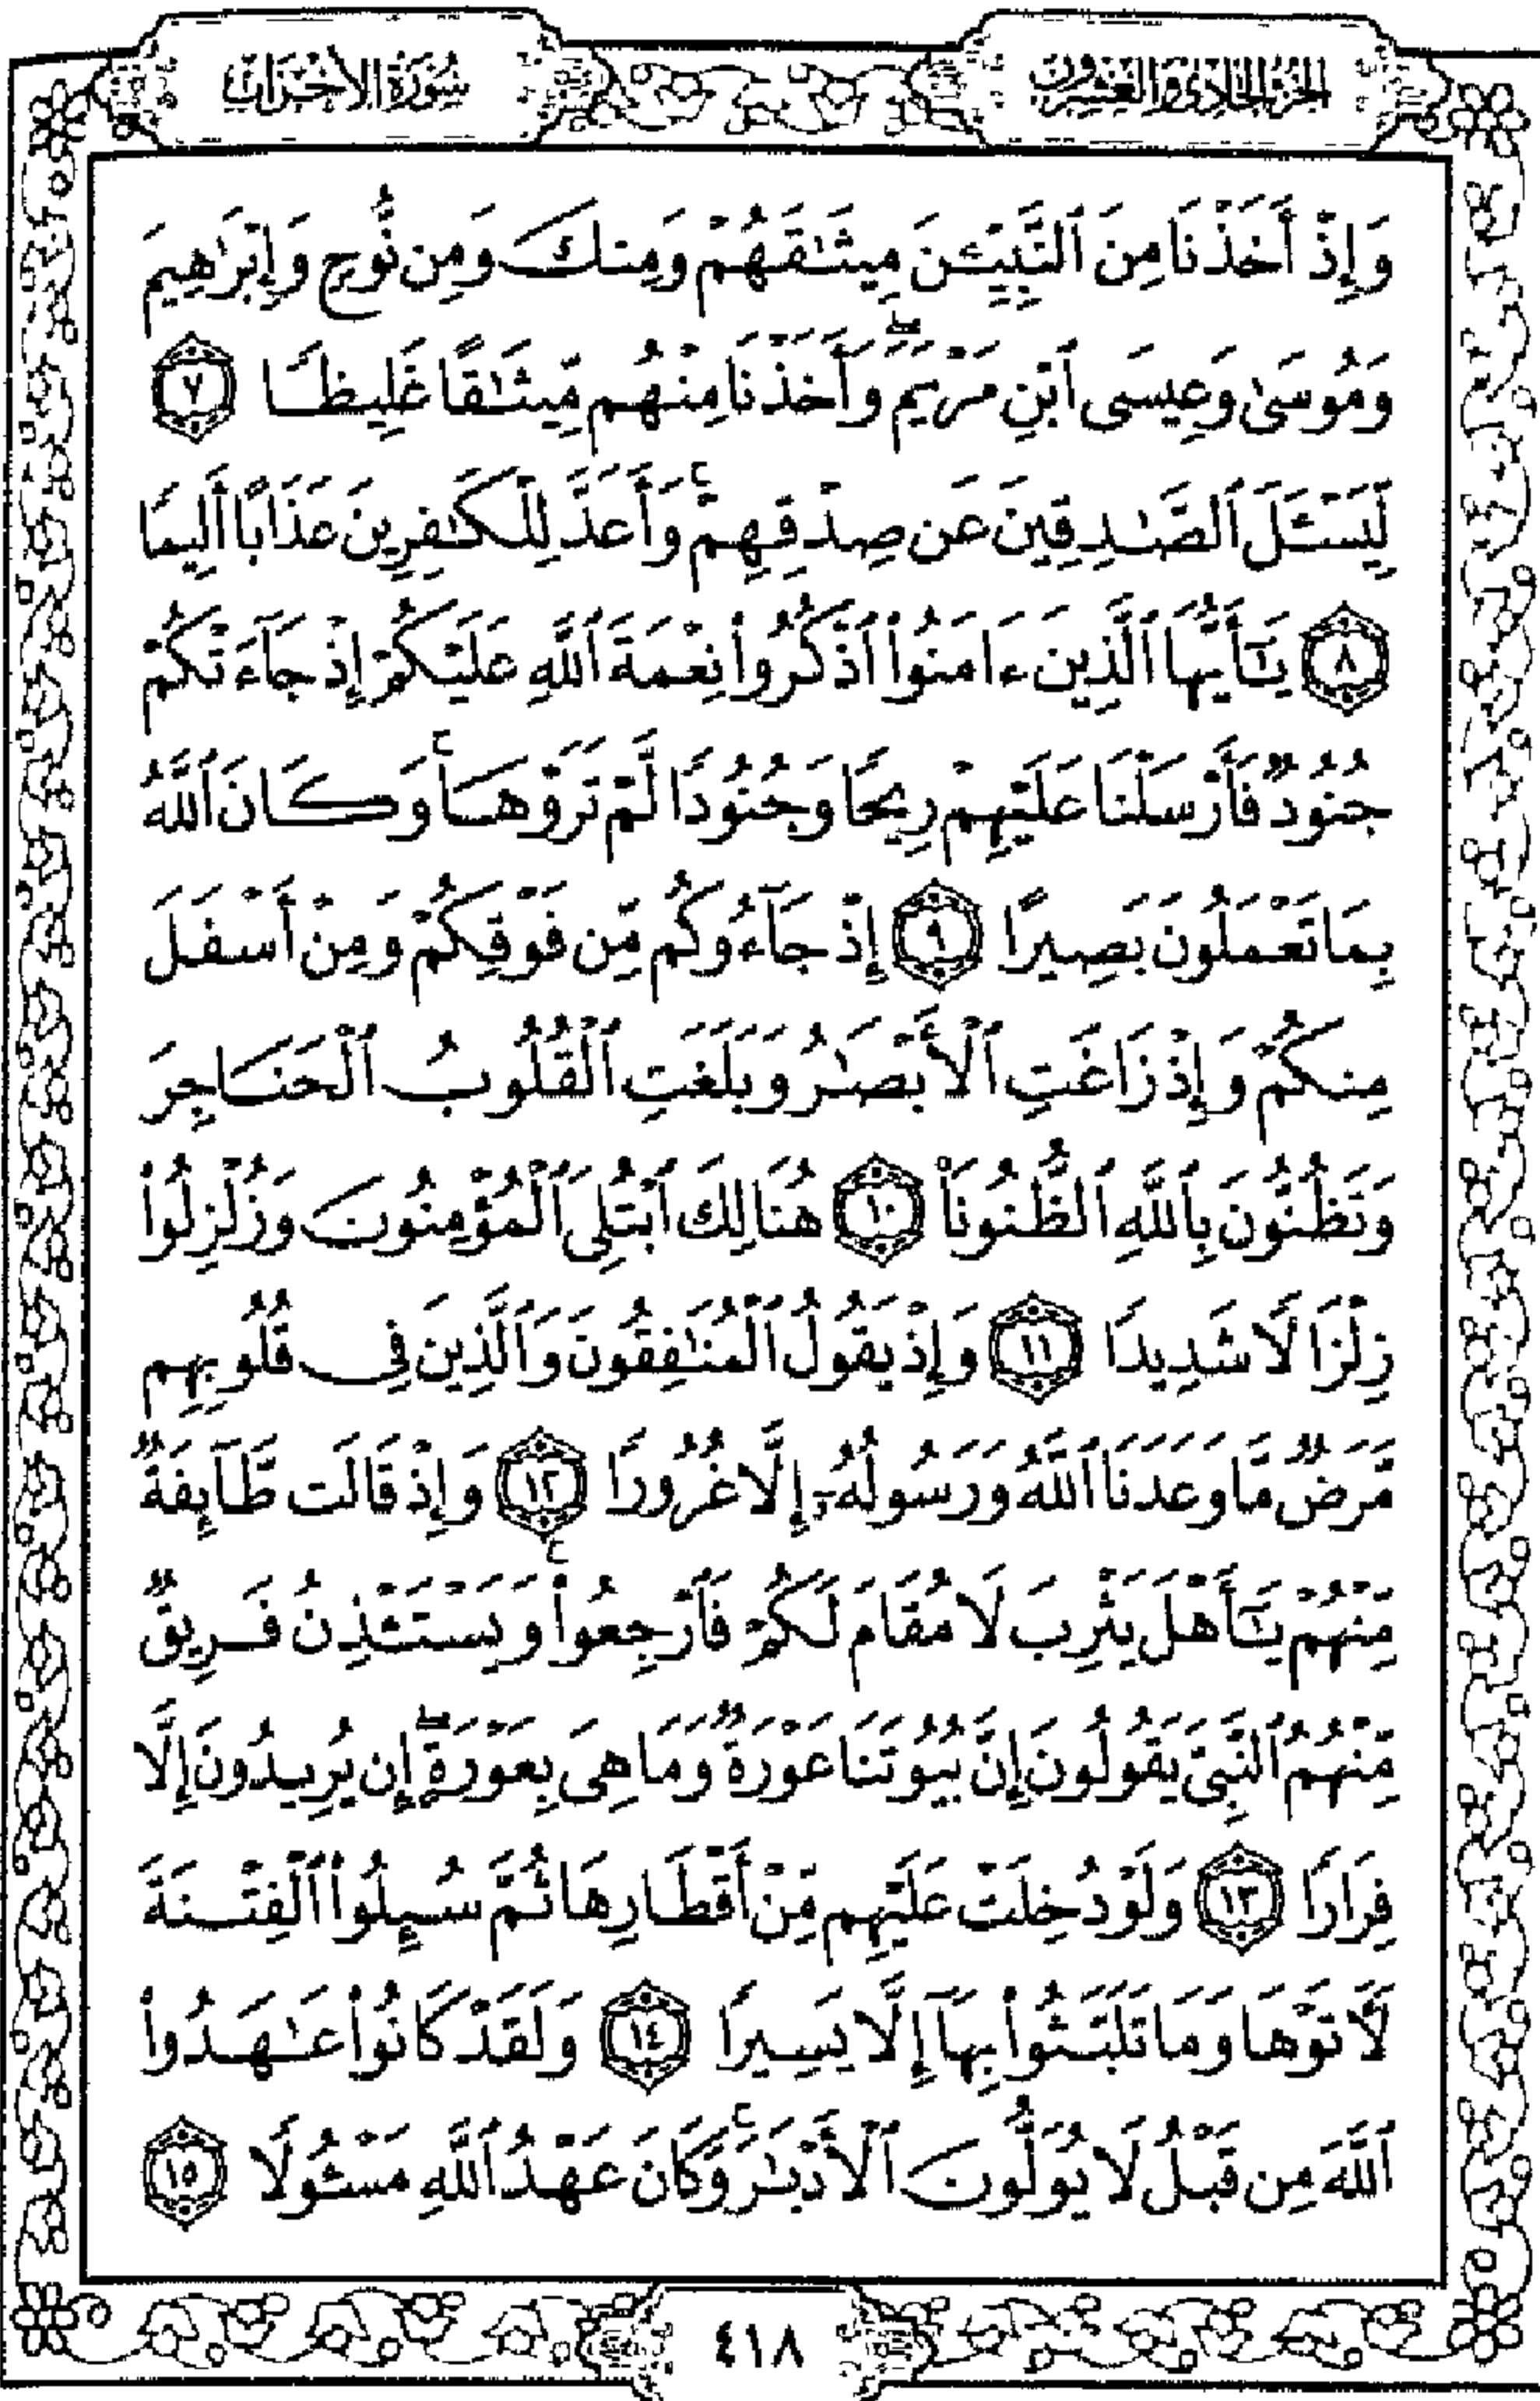 الجزء الحادي والعشرون
سورة الأحزاب
وَإِذْ أَخَذْنَا مِنَ ٱلنَّبِيِّـۧنَ مِيثَـٰقَهُمْ وَمِنكَ وَمِن نُّوحٍ وَإِبْرَٰهِيمَ
وَمُوسَىٰ وَعِيسَى ٱبْنِ مَرْيَمَ ۖ وَأَخَذْنَا مِنْهُم مِّيثَـٰقًا غَلِيظًا ٧
لِّيَسْـَٔلَ ٱلصَّـٰدِقِينَ عَن صِدْقِهِمْ ۚ وَأَعَدَّ لِلْكَـٰفِرِينَ عَذَابًا أَلِيمًا
٨ يَـٰٓأَيُّهَا ٱلَّذِينَ ءَامَنُوا۟ ٱذْكُرُوا۟ نِعْمَةَ ٱللَّهِ عَلَيْكُمْ إِذْ جَآءَتْكُمْ
جُنُودٌ فَأَرْسَلْنَا عَلَيْهِمْ رِيحًا وَجُنُودًا لَّمْ تَرَوْهَا ۚ وَكَانَ ٱللَّهُ
بِمَا تَعْمَلُونَ بَصِيرًا ٩ إِذْ جَآءُوكُم مِّن فَوْقِكُمْ وَمِنْ أَسْفَلَ
مِنكُمْ وَإِذْ زَاغَتِ ٱلْأَبْصَـٰرُ وَبَلَغَتِ ٱلْقُلُوبُ ٱلْحَنَاجِرَ
وَتَظُنُّونَ بِٱللَّهِ ٱلظُّنُونَا۠ ١٠ هُنَالِكَ ٱبْتُلِىَ ٱلْمُؤْمِنُونَ وَزُلْزِلُوا۟
زِلْزَالًا شَدِيدًا ١١ وَإِذْ يَقُولُ ٱلْمُنَـٰفِقُونَ وَٱلَّذِينَ فِى قُلُوبِهِم
مَّرَضٌ مَّا وَعَدَنَا ٱللَّهُ وَرَسُولُهُۥٓ إِلَّا غُرُورًا ١٢ وَإِذْ قَالَت طَّآئِفَةٌ
مِّنْهُمْ يَـٰٓأَهْلَ يَثْرِبَ لَا مُقَامَ لَكُمْ فَٱرْجِعُوا۟ ۚ وَيَسْتَـْٔذِنُ فَرِيقٌ
مِّنْهُمُ ٱلنَّبِىَّ يَقُولُونَ إِنَّ بُيُوتَنَا عَوْرَةٌ وَمَا هِىَ بِعَوْرَةٍ ۖ إِن يُرِيدُونَ إِلَّا
فِرَارًا ١٣ وَلَوْ دُخِلَتْ عَلَيْهِم مِّنْ أَقْطَارِهَا ثُمَّ سُئِلُوا۟ ٱلْفِتْنَةَ
لَـَٔاتَوْهَا وَمَا تَلَبَّثُوا۟ بِهَآ إِلَّا يَسِيرًا ١٤ وَلَقَدْ كَانُوا۟ عَـٰهَدُوا۟
ٱللَّهَ مِن قَبْلُ لَا يُوَلُّونَ ٱلْأَدْبَـٰرَ ۚ وَكَانَ عَهْدُ ٱللَّهِ مَسْـُٔولًا ١٥
٤١٨